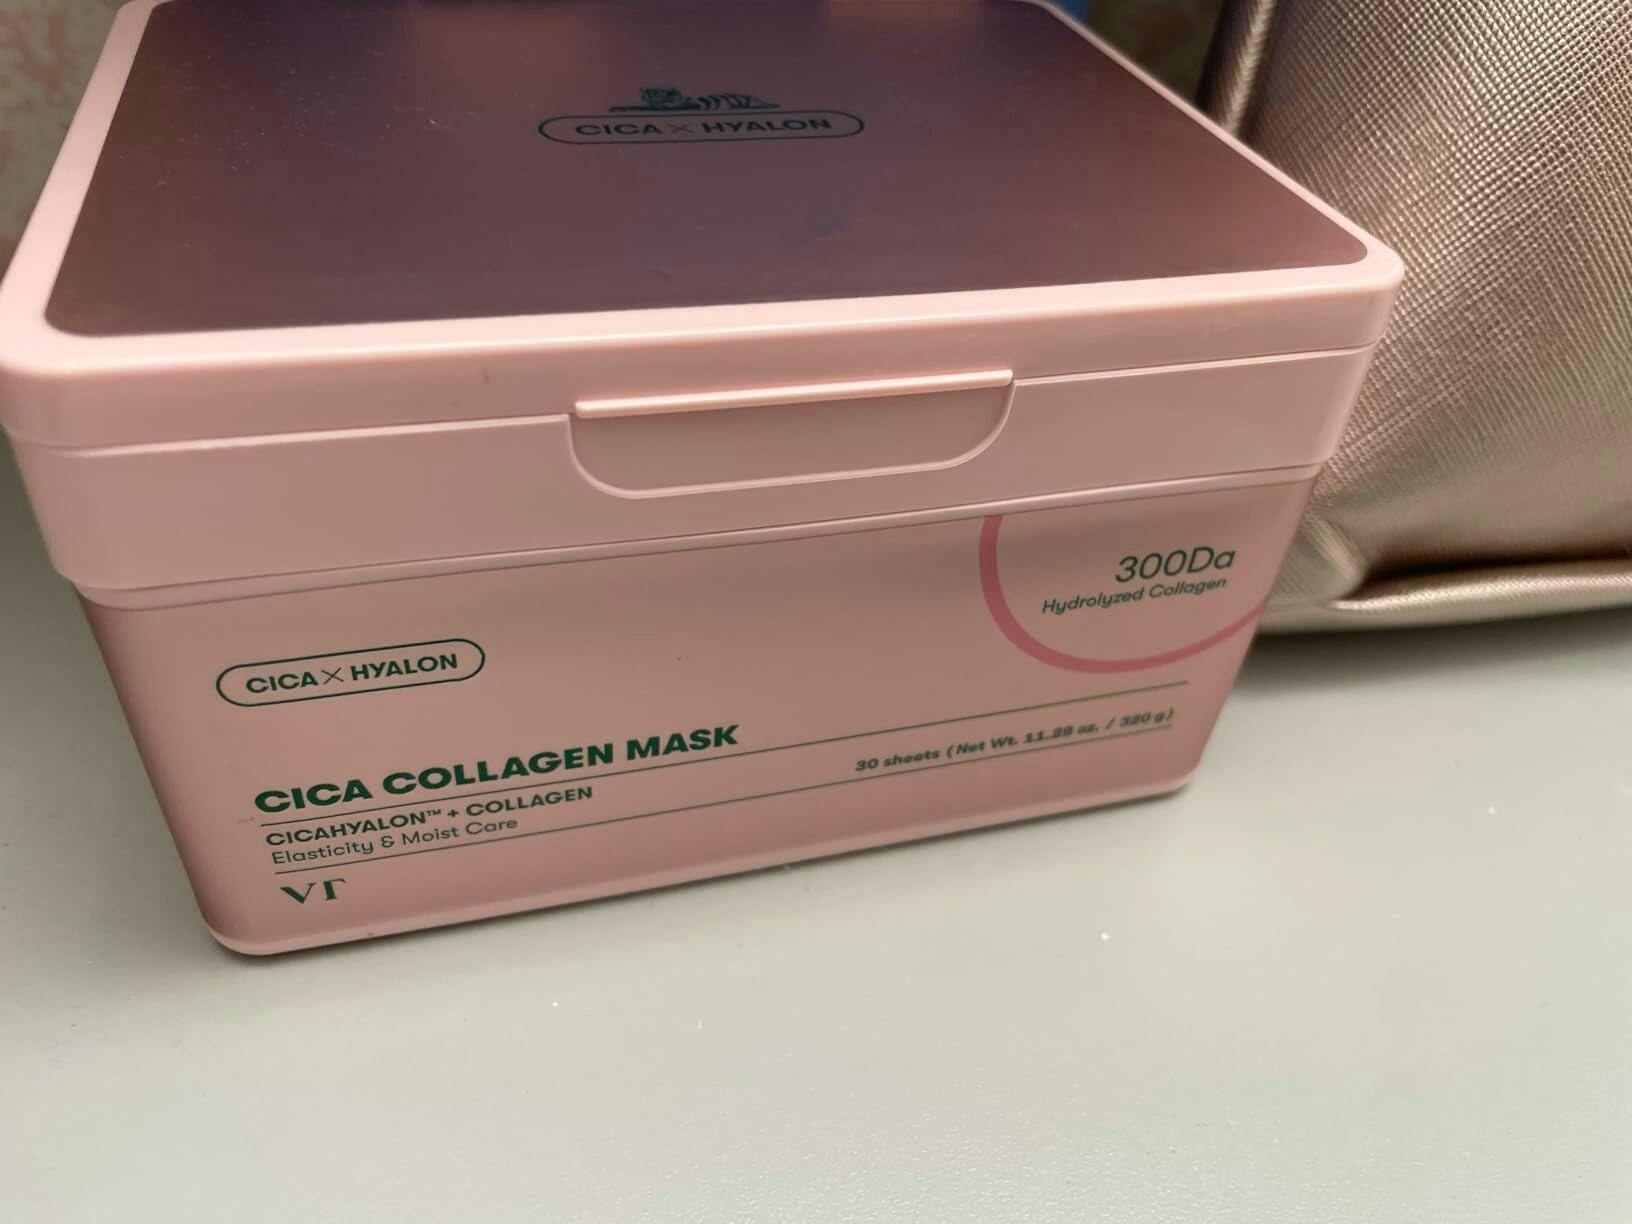 CICA × HYALON
300Da
Hydrolyzed Collagen
CICA × HYALON
CICA COLLAGEN MASK
30 sheets (Net Wt. 11.28 oz. / 320 g)
CICAHYALON™ + COLLAGEN
Elasticity & Moist Care
VT